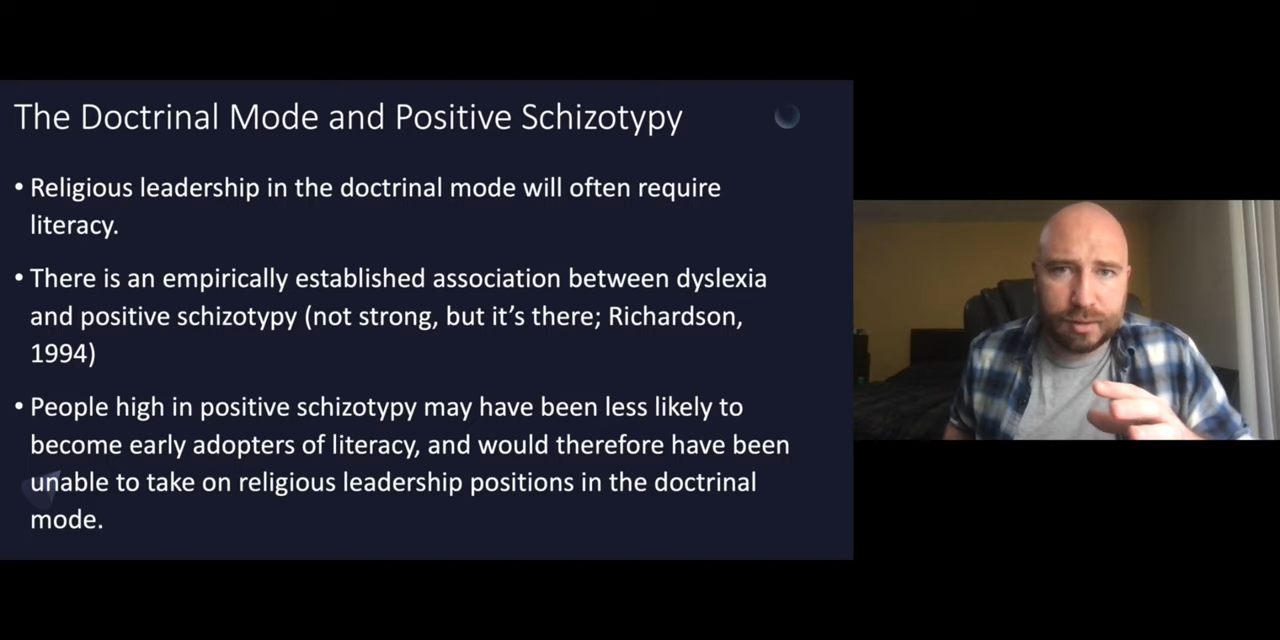 The Doctrinal Mode and Positive Schizotypy
• Religious leadership in the doctrinal mode will often require
literacy.
• There is an empirically established association between dyslexia
and positive schizotypy (not strong, but it's there; Richardson,
1994)
• People high in positive schizotypy may have been less likely to
become early adopters of literacy, and would therefore have been
unable to take on religious leadership positions in the doctrinal
mode.